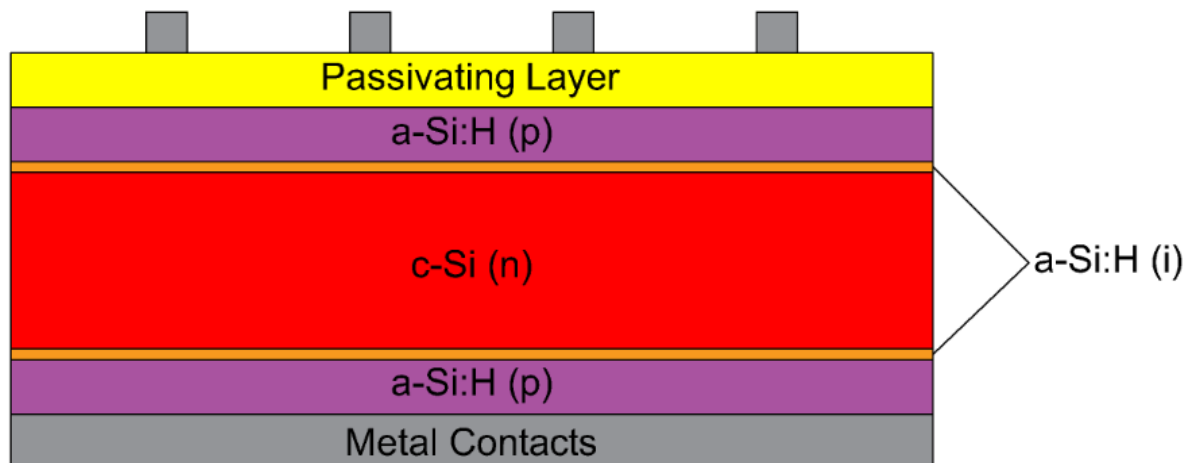 Passivating Layer
a-Si:H (p)
c-Si (n)
a-Si:H (i)
a-Si:H (p)
Metal Contacts